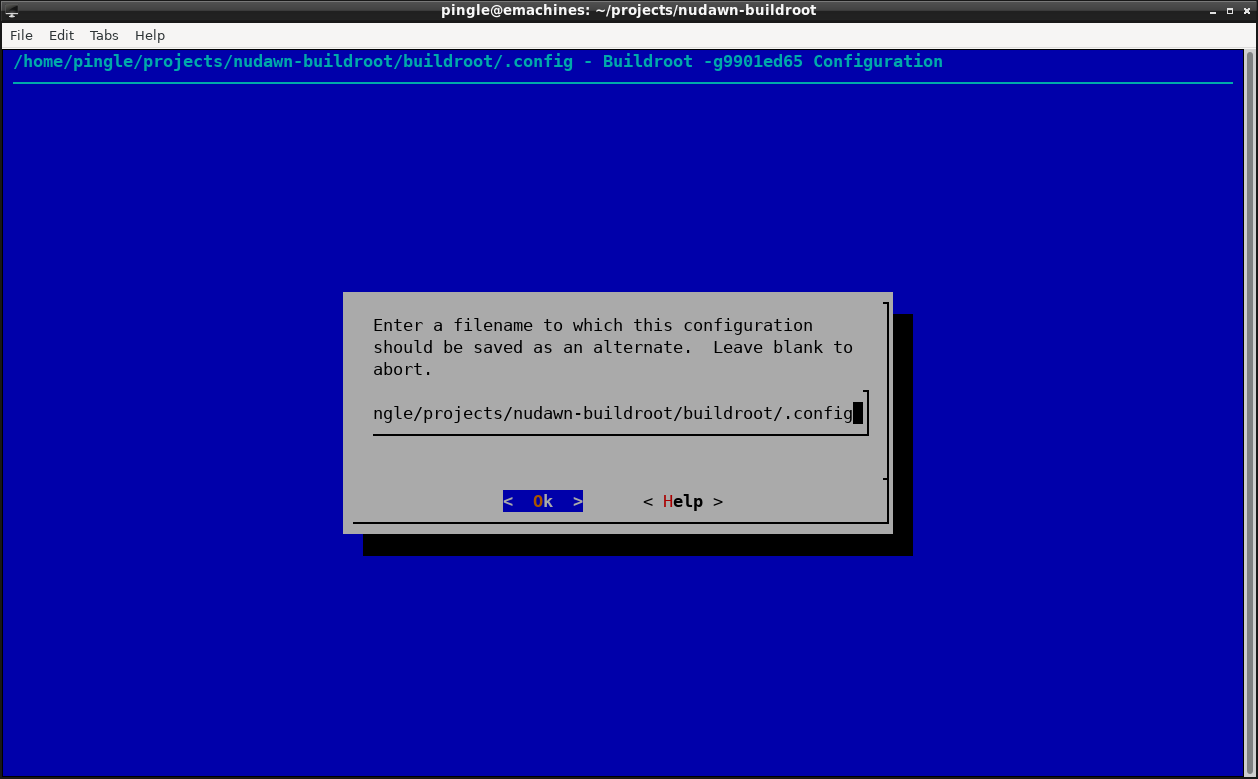 pingle@emachines: ~/projects/nudawn-buildroot
File Edit Tabs Help
/home/pingle/projects/nudawn-buildroot/buildroot/.config - Buildroot -g9901ed65 Configuration
Enter a filename to which this configuration
should be saved as an alternate.  Leave blank to
abort.
ngle/projects/nudawn-buildroot/buildroot/.config
<  Ok  > < Help >